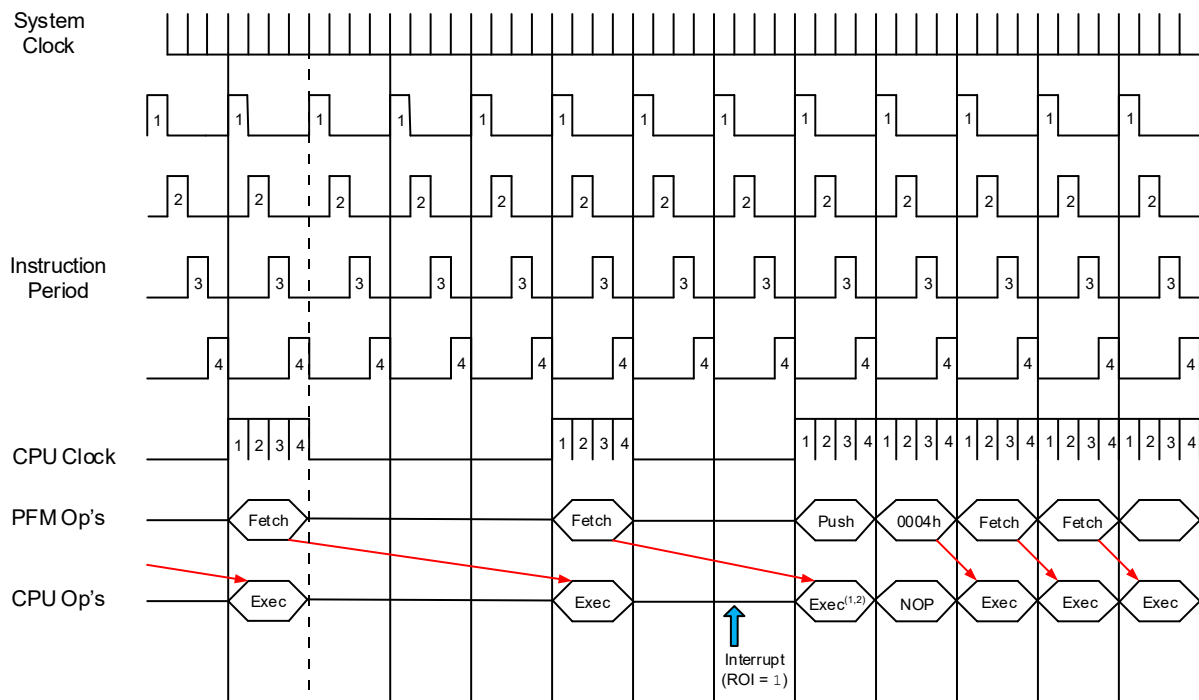 System
Clock
1 1 1 1 1 1 1 1 1 1 1 1 1
2 2 2 2 2 2 2 2 2 2 2 2 2
Instruction
Period
3 3 3 3 3 3 3 3 3 3 3 3 3
4 4 4 4 4 4 4 4 4 4 4 4 4
CPU Clock
1 2 3 4 1 2 3 4 1 2 3 4 1 2 3 4 1 2 3 4 1 2 3 4 1 2 3 4
PFM Op's
Fetch Fetch Push 0004h Fetch Fetch
CPU Op's
Exec Exec Exec(1,2) NOP Exec Exec Exec
Interrupt
(ROI = 1)